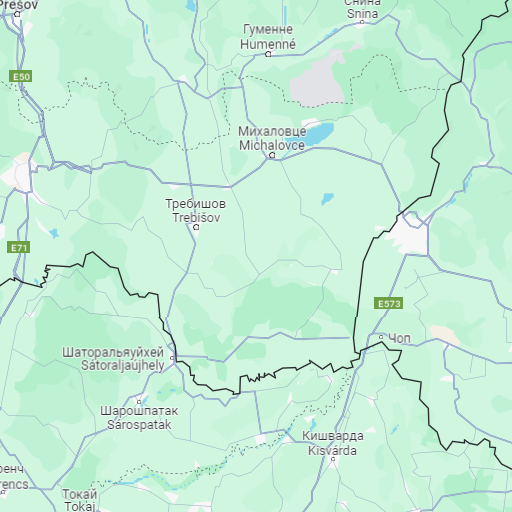 Prešov
Снина
Snina
Гуменне
Humenné
E50
Михаловце
Michalovce
Требишов
Trebišov
E71
E573
Чоп
Шаторальяуйхей
Sátoraljaújhely
Шарошпатак
Sárospatak
Кишварда
Kisvárda
Токай
Tokaj